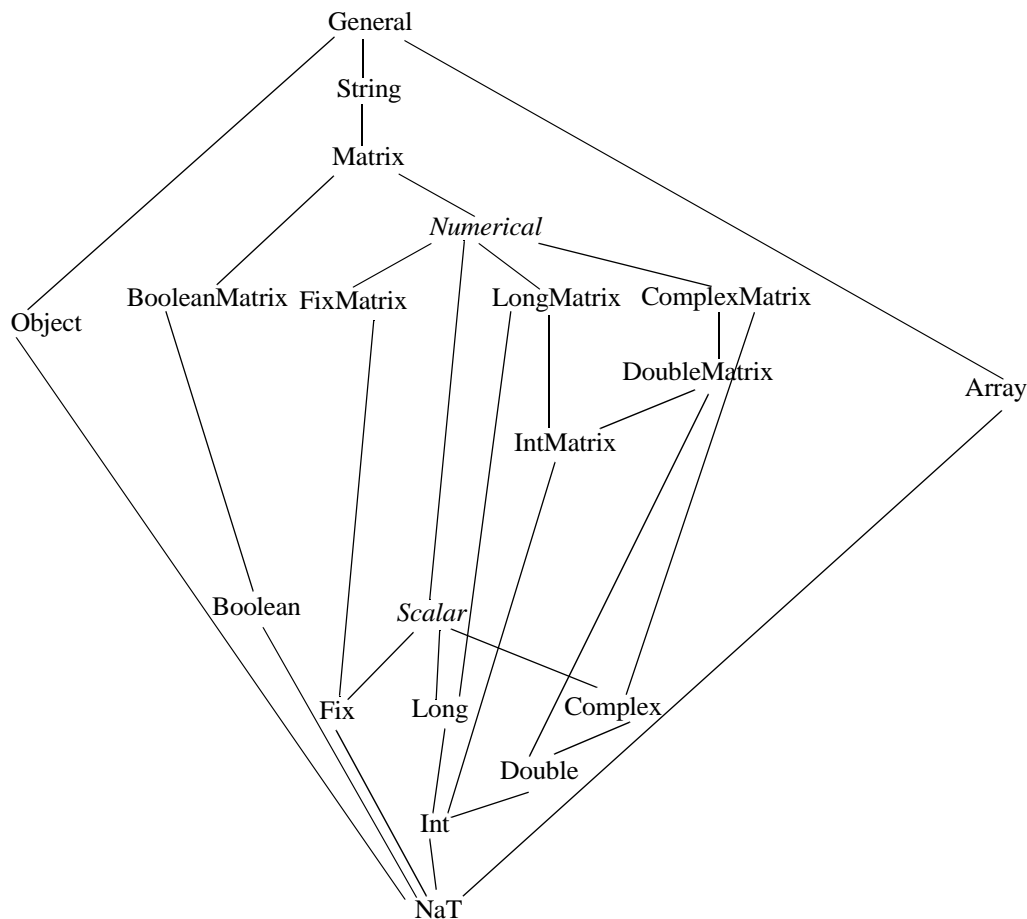 General
String
Matrix
Numerical
BooleanMatrix
FixMatrix
LongMatrix
ComplexMatrix
Object
DoubleMatrix
Array
IntMatrix
Boolean
Scalar
Fix
Long
Complex
Double
Int
NaT